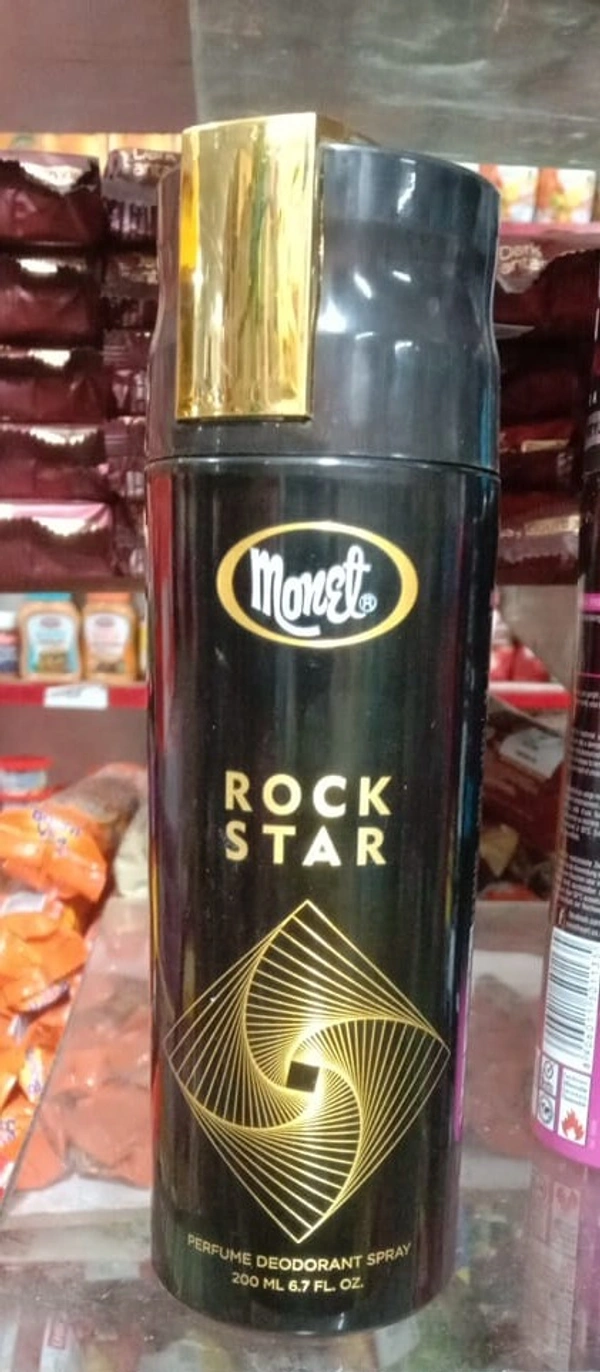 Monet®
ROCK
STAR
PERFUME DEODORANT SPRAY
200 ML 6.7 FL. OZ.